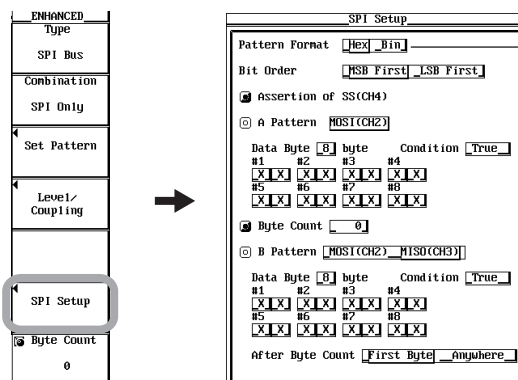 ENHANCED
Type
SPI Bus
Combination
SPI Only
Set Pattern
Level/
Coupling
SPI Setup
Byte Count
0
SPI Setup
Pattern Format Hex Bin
Bit Order MSB First LSB First
Assertion of SS(CH4)
A Pattern MOSI(CH2)
Data Byte 8 byte Condition True
#1 #2 #3 #4
X X X X X X X X
#5 #6 #7 #8
X X X X X X X X
Byte Count 0
B Pattern MOSI(CH2) MISO(CH3)
Data Byte 8 byte Condition True
#1 #2 #3 #4
X X X X X X X X
#5 #6 #7 #8
X X X X X X X X
After Byte Count First Byte Anywhere